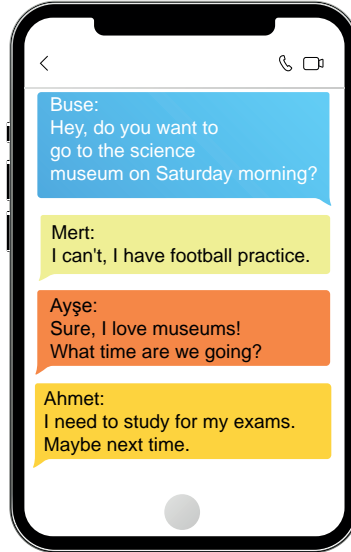 Buse:
Hey, do you want to
go to the science
museum on Saturday morning?
Mert:
I can't, I have football practice.
Ayşe:
Sure, I love museums!
What time are we going?
Ahmet:
I need to study for my exams.
Maybe next time.